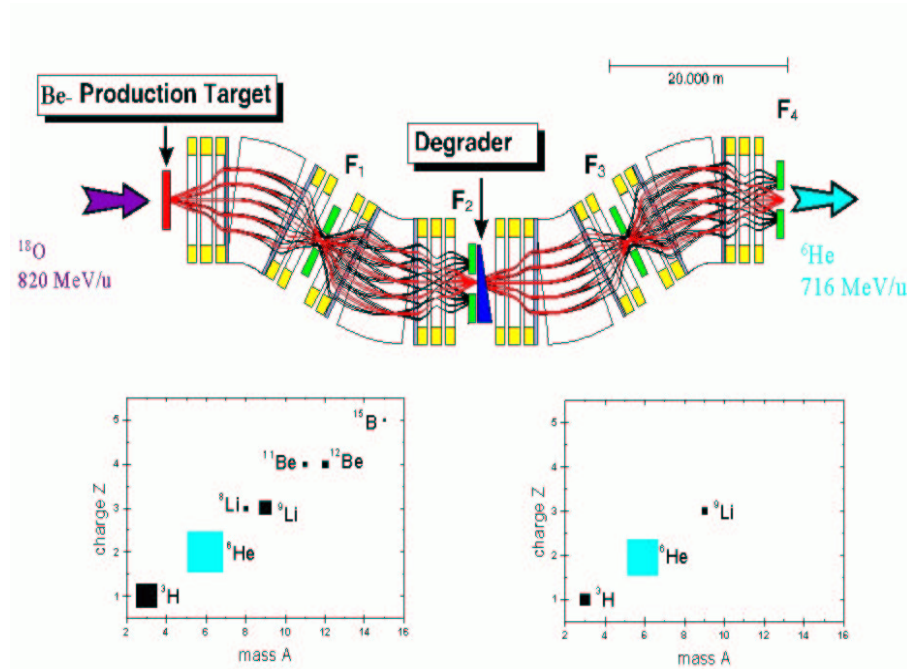 20.000 m
Be- Production Target
F₄
Degrader
F₁
F₃
F₂
¹⁸O
820 MeV/u
⁶He
716 MeV/u
charge Z
5
4
3
2
1
¹⁵B
¹¹Be
¹²Be
⁸Li
⁹Li
⁶He
³H
2 4 6 8 10 12 14 16
mass A
charge Z
5
4
3
2
1
⁹Li
⁶He
³H
2 4 6 8 10 12 14 16
mass A